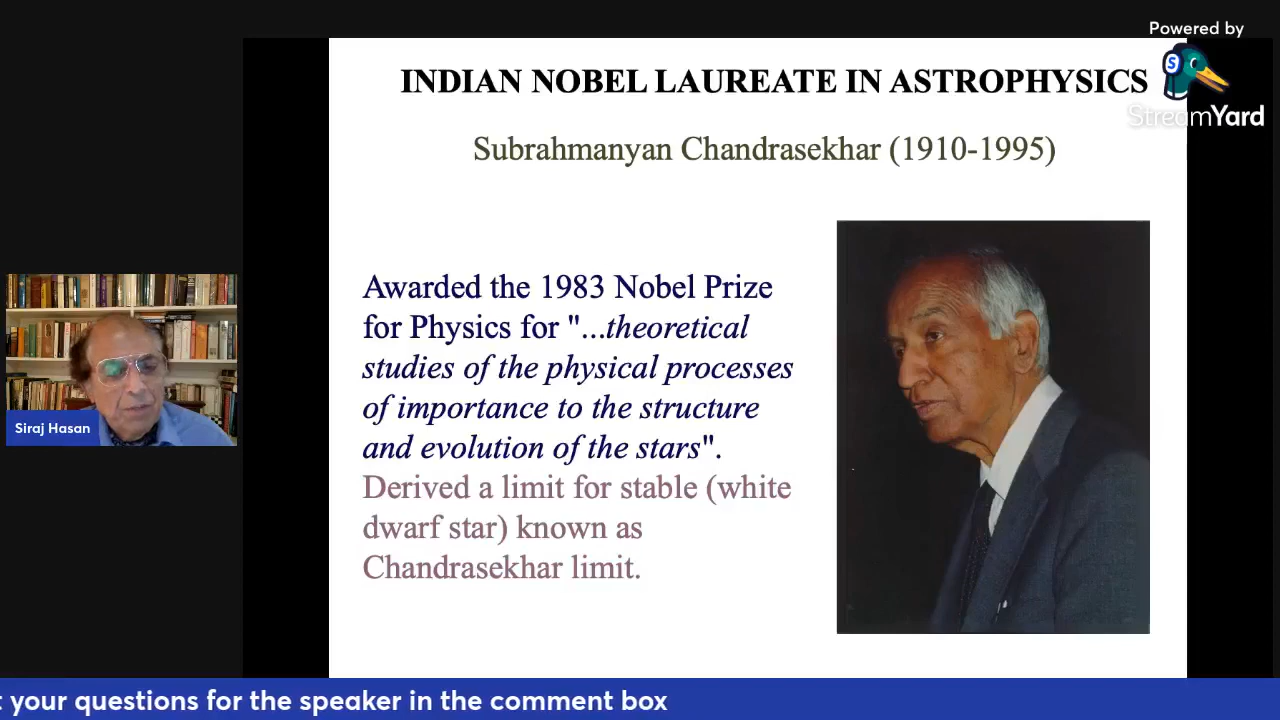 Powered by
StreamYard
INDIAN NOBEL LAUREATE IN ASTROPHYSICS
Subrahmanyan Chandrasekhar (1910-1995)
Awarded the 1983 Nobel Prize
for Physics for "...theoretical
studies of the physical processes
of importance to the structure
and evolution of the stars".
Derived a limit for stable (white
dwarf star) known as
Chandrasekhar limit.
Siraj Hasan
your questions for the speaker in the comment box